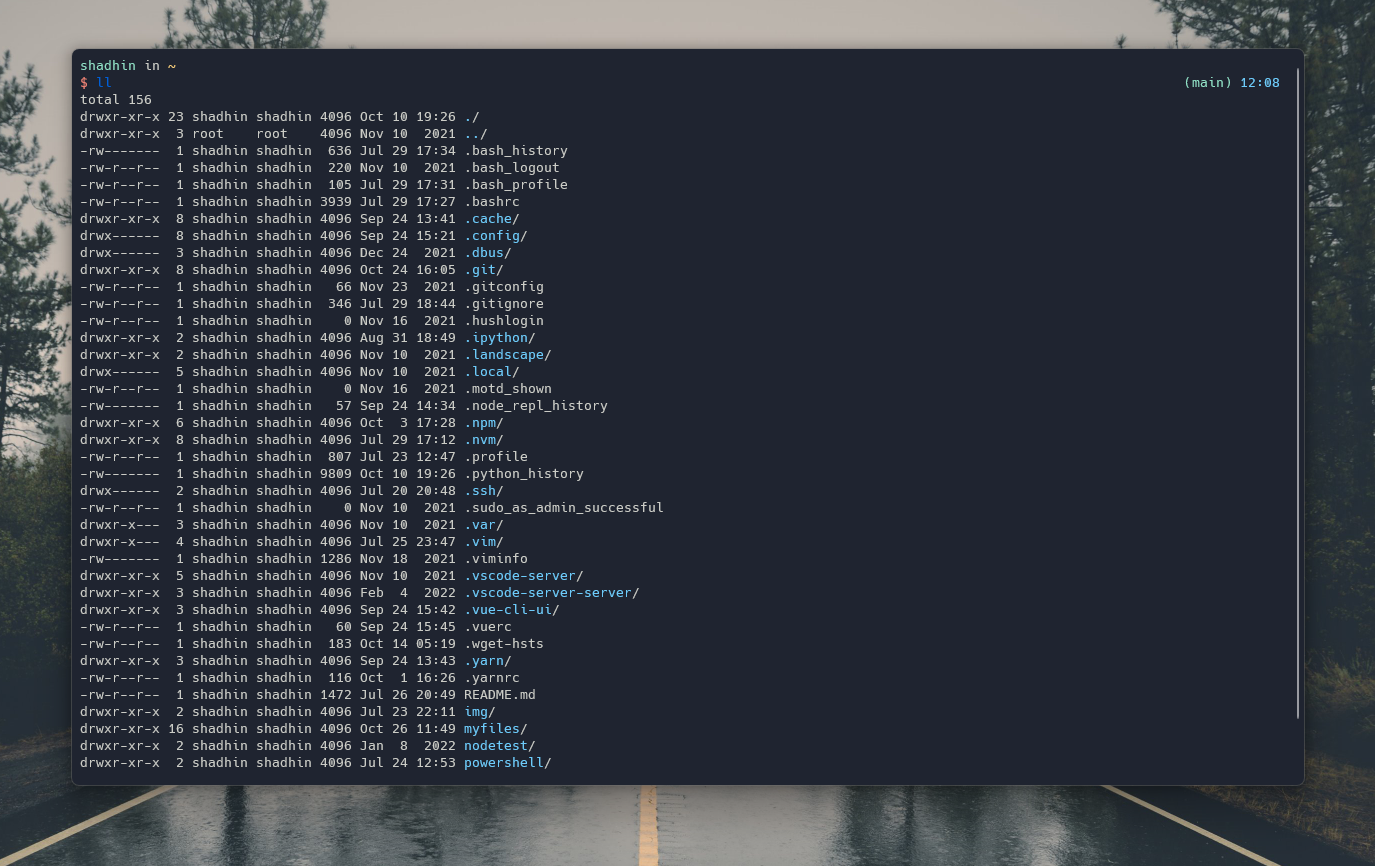 shadhin in ~
$ ll (main) 12:08
total 156
drwxr-xr-x 23 shadhin shadhin 4096 Oct 10 19:26 ./
drwxr-xr-x  3 root    root    4096 Nov 10  2021 ../
-rw-------  1 shadhin shadhin  636 Jul 29 17:34 .bash_history
-rw-r--r--  1 shadhin shadhin  220 Nov 10  2021 .bash_logout
-rw-r--r--  1 shadhin shadhin  105 Jul 29 17:31 .bash_profile
-rw-r--r--  1 shadhin shadhin 3939 Jul 29 17:27 .bashrc
drwxr-xr-x  8 shadhin shadhin 4096 Sep 24 13:41 .cache/
drwx------  8 shadhin shadhin 4096 Sep 24 15:21 .config/
drwx------  3 shadhin shadhin 4096 Dec 24  2021 .dbus/
drwxr-xr-x  8 shadhin shadhin 4096 Oct 24 16:05 .git/
-rw-r--r--  1 shadhin shadhin   66 Nov 23  2021 .gitconfig
-rw-r--r--  1 shadhin shadhin  346 Jul 29 18:44 .gitignore
-rw-r--r--  1 shadhin shadhin    0 Nov 16  2021 .hushlogin
drwxr-xr-x  2 shadhin shadhin 4096 Aug 31 18:49 .ipython/
drwxr-xr-x  2 shadhin shadhin 4096 Nov 10  2021 .landscape/
drwx------  5 shadhin shadhin 4096 Nov 10  2021 .local/
-rw-r--r--  1 shadhin shadhin    0 Nov 16  2021 .motd_shown
-rw-------  1 shadhin shadhin   57 Sep 24 14:34 .node_repl_history
drwxr-xr-x  6 shadhin shadhin 4096 Oct  3 17:28 .npm/
drwxr-xr-x  8 shadhin shadhin 4096 Jul 29 17:12 .nvm/
-rw-r--r--  1 shadhin shadhin  807 Jul 23 12:47 .profile
-rw-------  1 shadhin shadhin 9809 Oct 10 19:26 .python_history
drwx------  2 shadhin shadhin 4096 Jul 20 20:48 .ssh/
-rw-r--r--  1 shadhin shadhin    0 Nov 10  2021 .sudo_as_admin_successful
drwxr-x---  3 shadhin shadhin 4096 Nov 10  2021 .var/
drwxr-x---  4 shadhin shadhin 4096 Jul 25 23:47 .vim/
-rw-------  1 shadhin shadhin 1286 Nov 18  2021 .viminfo
drwxr-xr-x  5 shadhin shadhin 4096 Nov 10  2021 .vscode-server/
drwxr-xr-x  3 shadhin shadhin 4096 Feb  4  2022 .vscode-server-server/
drwxr-xr-x  3 shadhin shadhin 4096 Sep 24 15:42 .vue-cli-ui/
-rw-r--r--  1 shadhin shadhin   60 Sep 24 15:45 .vuerc
-rw-r--r--  1 shadhin shadhin  183 Oct 14 05:19 .wget-hsts
drwxr-xr-x  3 shadhin shadhin 4096 Sep 24 13:43 .yarn/
-rw-r--r--  1 shadhin shadhin  116 Oct  1 16:26 .yarnrc
-rw-r--r--  1 shadhin shadhin 1472 Jul 26 20:49 README.md
drwxr-xr-x  2 shadhin shadhin 4096 Jul 23 22:11 img/
drwxr-xr-x 16 shadhin shadhin 4096 Oct 26 11:49 myfiles/
drwxr-xr-x  2 shadhin shadhin 4096 Jan  8  2022 nodetest/
drwxr-xr-x  2 shadhin shadhin 4096 Jul 24 12:53 powershell/